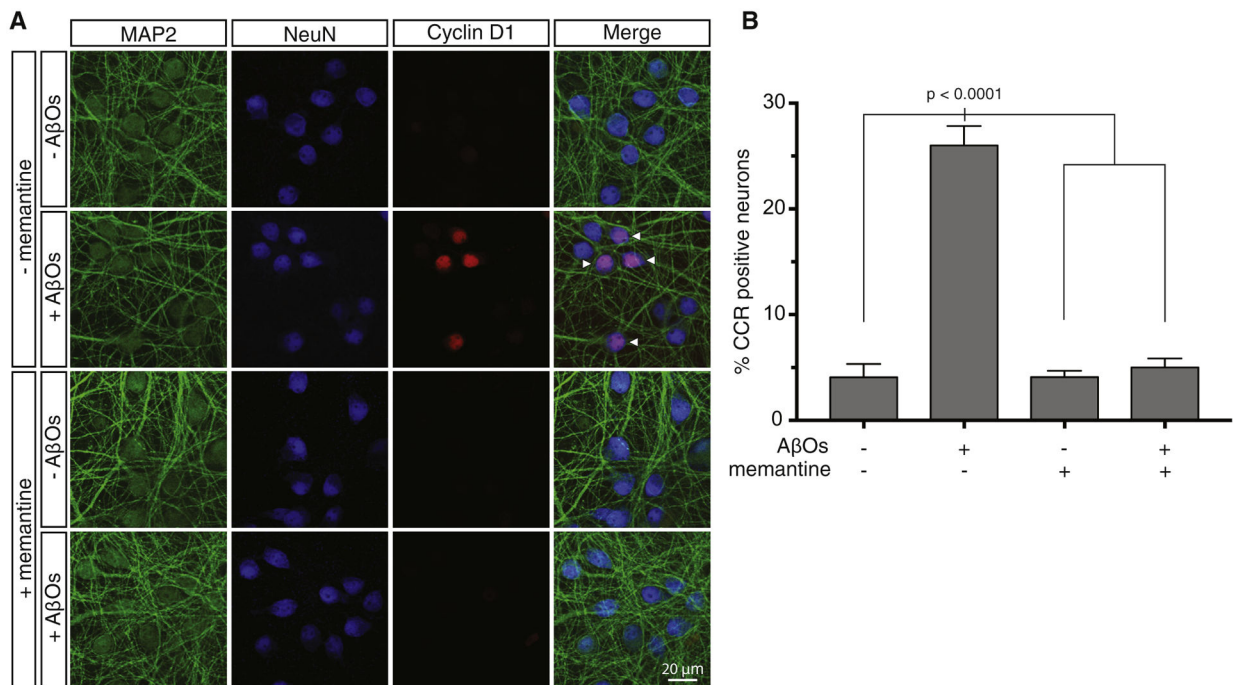 A
MAP2 NeuN Cyclin D1 Merge
- memantine
- AβOs
+ AβOs
+ memantine
- AβOs
+ AβOs
20 µm
B
p < 0.0001
% CCR positive neurons
30
20
10
0
AβOs - + - +
memantine - - + +